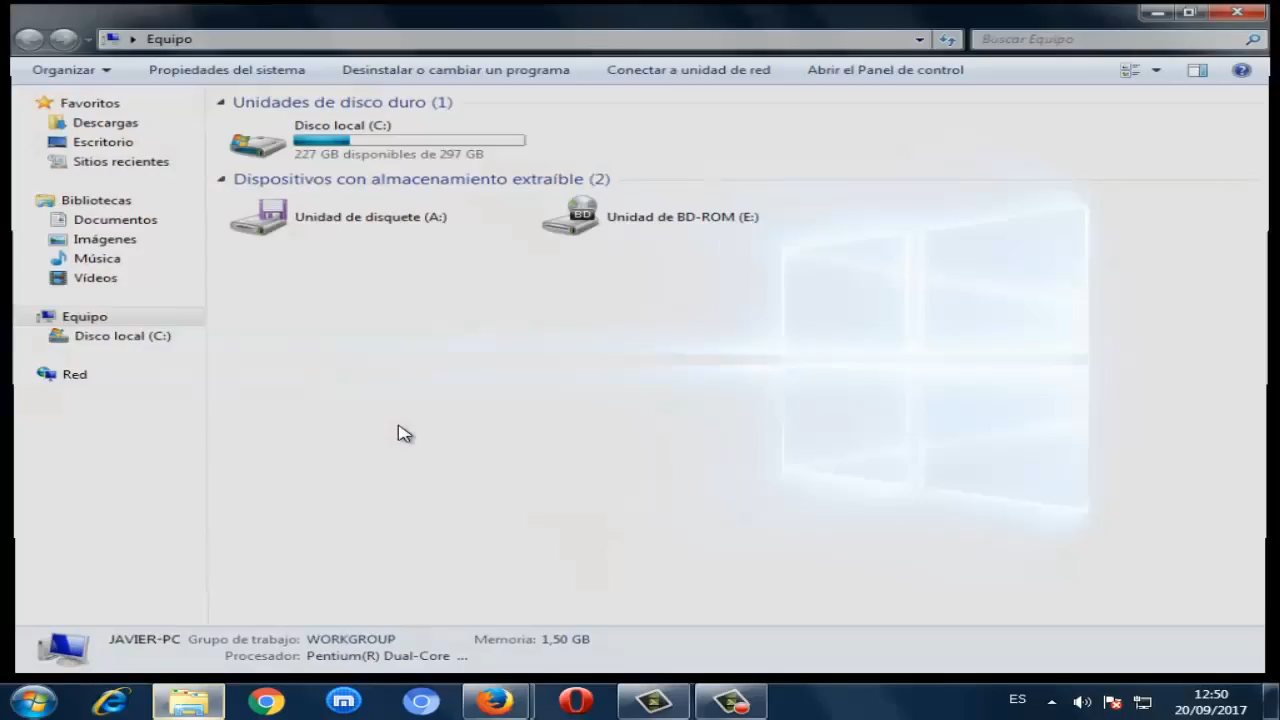 Equipo
Buscar Equipo
Organizar
Propiedades del sistema
Desinstalar o cambiar un programa
Conectar a unidad de red
Abrir el Panel de control
Favoritos
Descargas
Escritorio
Sitios recientes
Bibliotecas
Documentos
Imágenes
Música
Vídeos
Equipo
Disco local (C:)
Red
Unidades de disco duro (1)
Disco local (C:)
227 GB disponibles de 297 GB
Dispositivos con almacenamiento extraíble (2)
Unidad de disquete (A:)
BD
Unidad de BD-ROM (E:)
JAVIER-PC Grupo de trabajo: WORKGROUP Memoria: 1,50 GB
Procesador: Pentium(R) Dual-Core ...
ES
12:50
20/09/2017